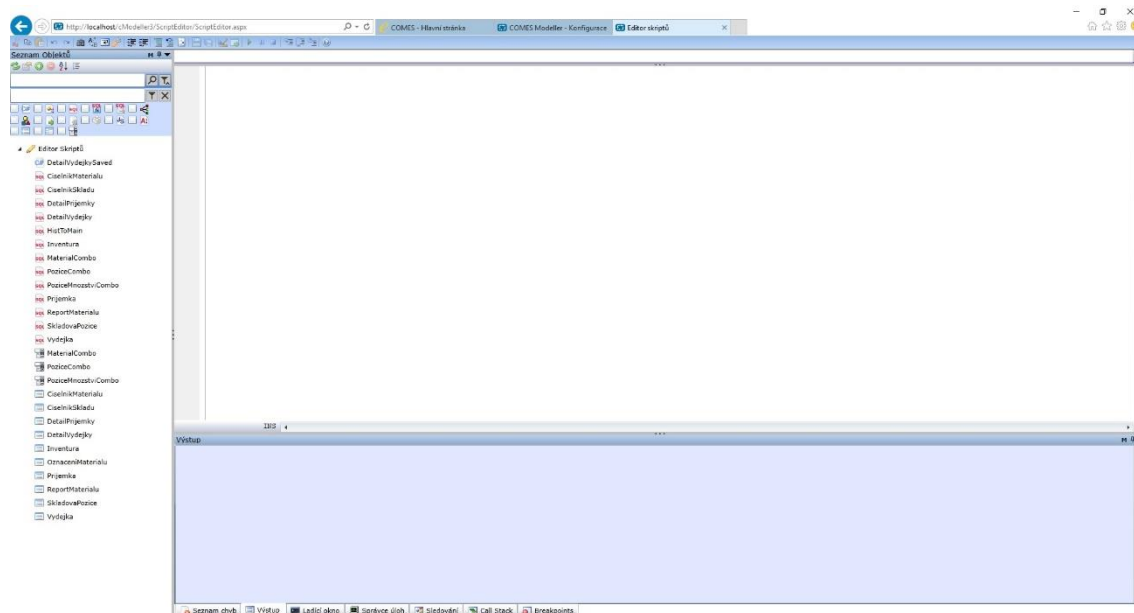 http://localhost/cModeller3/ScriptEditor/ScriptEditor.aspx
COMES - Hlavní stránka
COMES Modeller - Konfigurace
Editor skriptů
Seznam Objektů
Editor Skriptů
DetailVydejkySaved
CiselnikMaterialu
CiselnikSkladu
DetailPrijemky
DetailVydejky
HistToMain
Inventura
MaterialCombo
PoziceCombo
PoziceMnozstviCombo
Prijemka
ReportMaterialu
SkladovaPozice
Vydejka
MaterialCombo
PoziceCombo
PoziceMnozstviCombo
CiselnikMaterialu
CiselnikSkladu
DetailPrijemky
DetailVydejky
Inventura
OznaceniMaterialu
Prijemka
ReportMaterialu
SkladovaPozice
Vydejka
INS
Výstup
Seznam chyb
Výstup
Ladící okno
Správce úloh
Sledování
Call Stack
Breakpoints